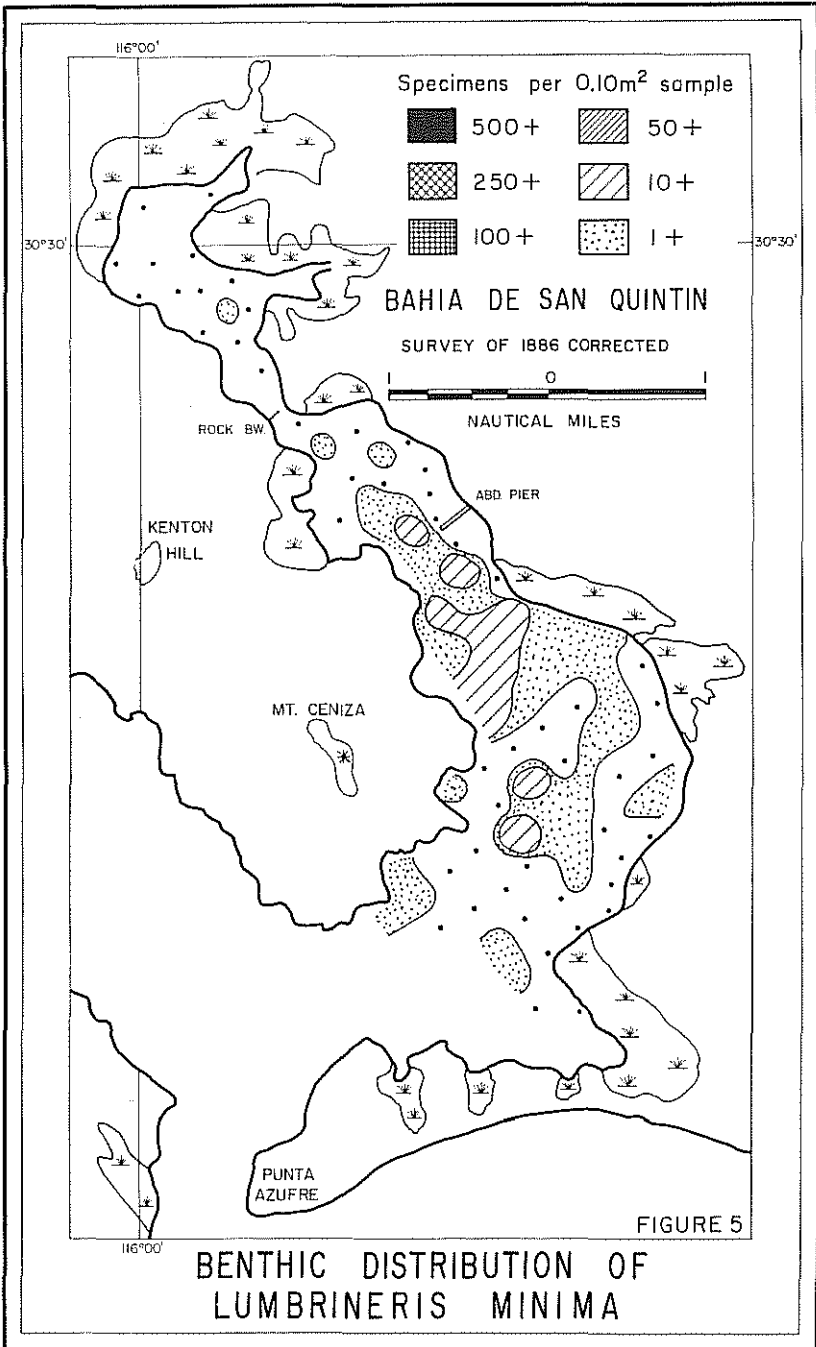 116°00'
Specimens per 0.10m² sample
500+ 50+
250+ 10+
100+ 1+
30°30' 30°30'
BAHIA DE SAN QUINTIN
SURVEY OF 1886 CORRECTED
1 0 1
NAUTICAL MILES
ROCK BW.
ABD. PIER
KENTON
HILL
MT. CENIZA
PUNTA
AZUFRE
FIGURE 5
116°00'
BENTHIC DISTRIBUTION OF
LUMBRINERIS MINIMA